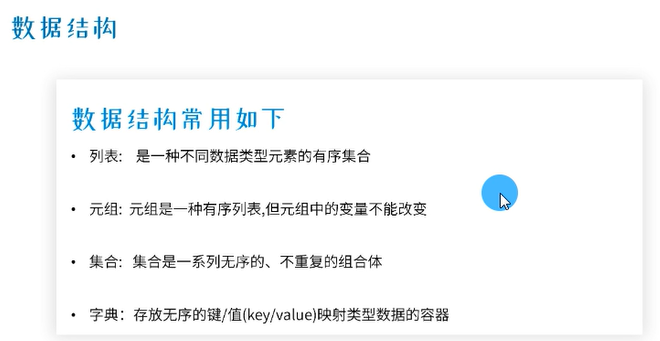 数据结构
数据结构常用如下
• 列表: 是一种不同数据类型元素的有序集合
• 元组: 元组是一种有序列表,但元组中的变量不能改变
• 集合: 集合是一系列无序的、不重复的组合体
• 字典：存放无序的键/值(key/value)映射类型数据的容器